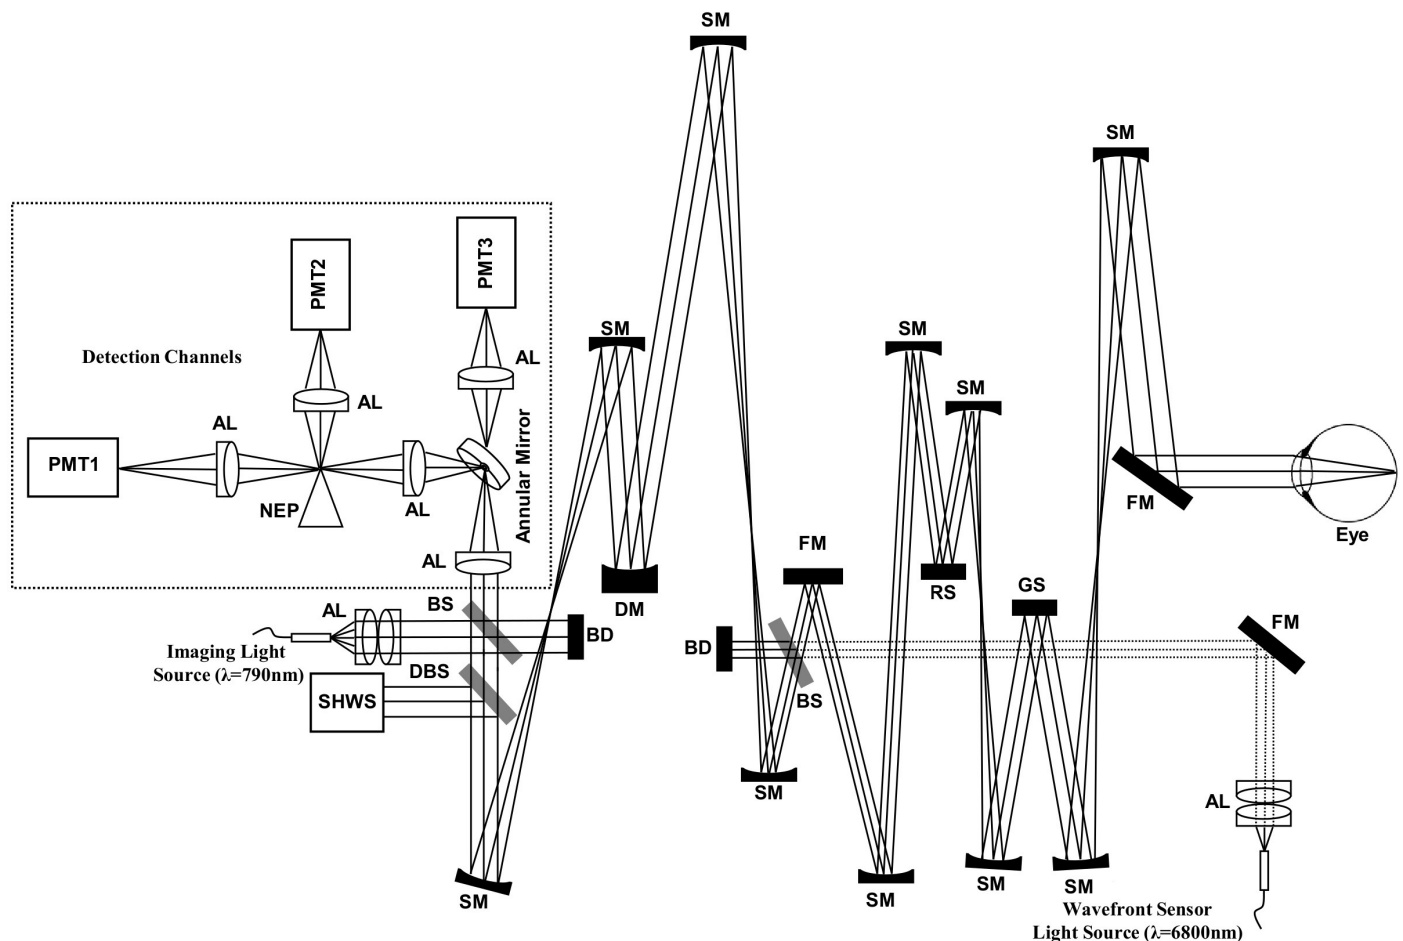 SM
SM
PMT3
PMT2
Detection Channels
SM
SM
AL
SM
AL
AL
PMT1
Annular Mirror
NEP
AL
FM
Eye
AL
FM
RS
GS
AL
BS
DM
BD
FM
Imaging Light
Source (λ=790nm)
BD
DBS
SHWS
BS
SM
AL
SM
SM
SM
SM
Wavefront Sensor
Light Source (λ=6800nm)